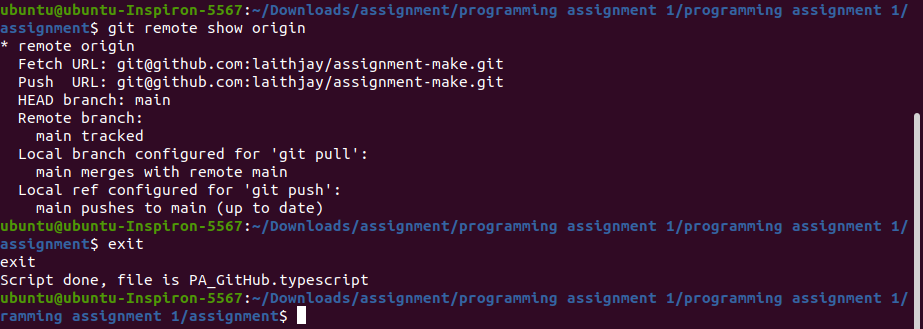 ubuntu@ubuntu-Inspiron-5567:~/Downloads/assignment/programming assignment 1/programming assignment 1/
assignment$ git remote show origin
* remote origin
  Fetch URL: git@github.com:laithjay/assignment-make.git
  Push  URL: git@github.com:laithjay/assignment-make.git
  HEAD branch: main
  Remote branch:
    main tracked
  Local branch configured for 'git pull':
    main merges with remote main
  Local ref configured for 'git push':
    main pushes to main (up to date)
ubuntu@ubuntu-Inspiron-5567:~/Downloads/assignment/programming assignment 1/programming assignment 1/
assignment$ exit
exit
Script done, file is PA_GitHub.typescript
ubuntu@ubuntu-Inspiron-5567:~/Downloads/assignment/programming assignment 1/programming assignment 1/
ramming assignment 1/assignment$